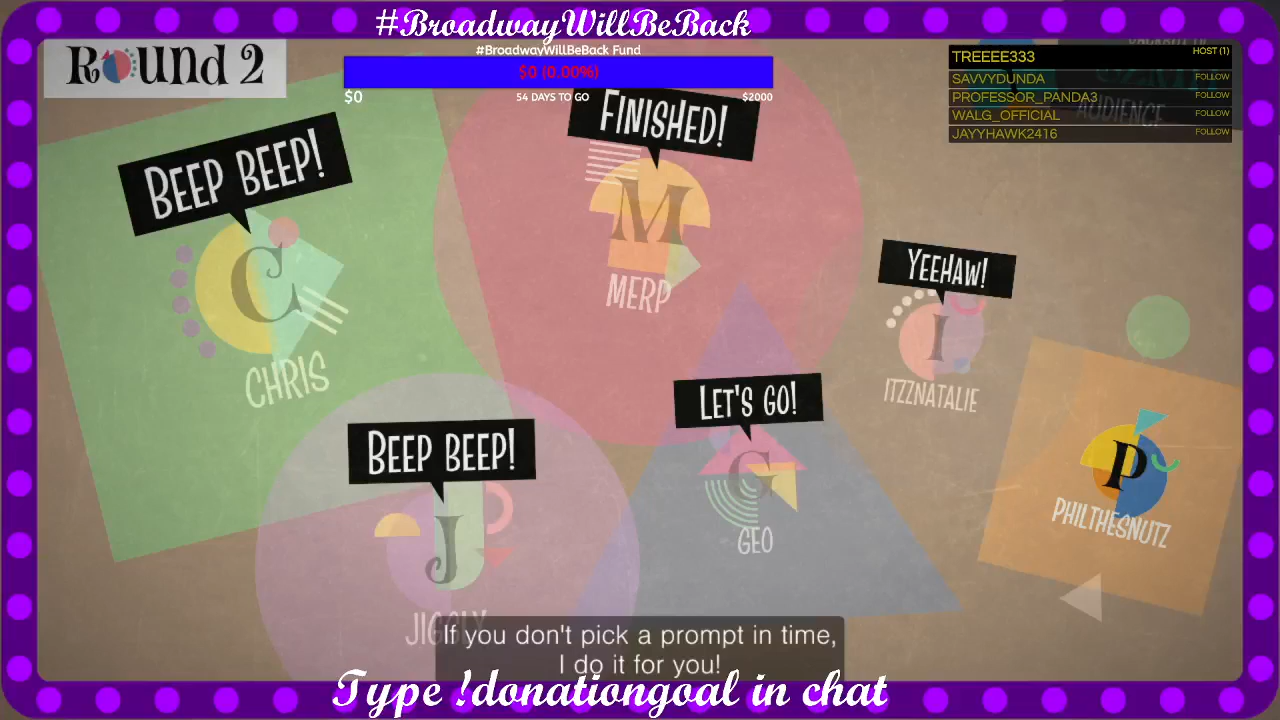 #BroadwayWillBeBack
Round 2
#BroadwayWillBeBack Fund
$0 (0.00%)
$0 54 DAYS TO GO $2000
TREEEE333 HOST (1)
SAVVYDUNDA FOLLOW
PROFESSOR_PANDA3 FOLLOW
WALG_OFFICIAL FOLLOW
JAYYHAWK2416 FOLLOW
AUDIENCE
BEEP BEEP!
C
CHRIS
FINISHED!
M
MERP
YEEHAW!
I
ITZZNATALIE
BEEP BEEP!
J
JIGGLY
LET'S GO!
G
GEO
P
PHILTHESNUTZ
If you don't pick a prompt in time,
I do it for you!
Type !donationgoal in chat